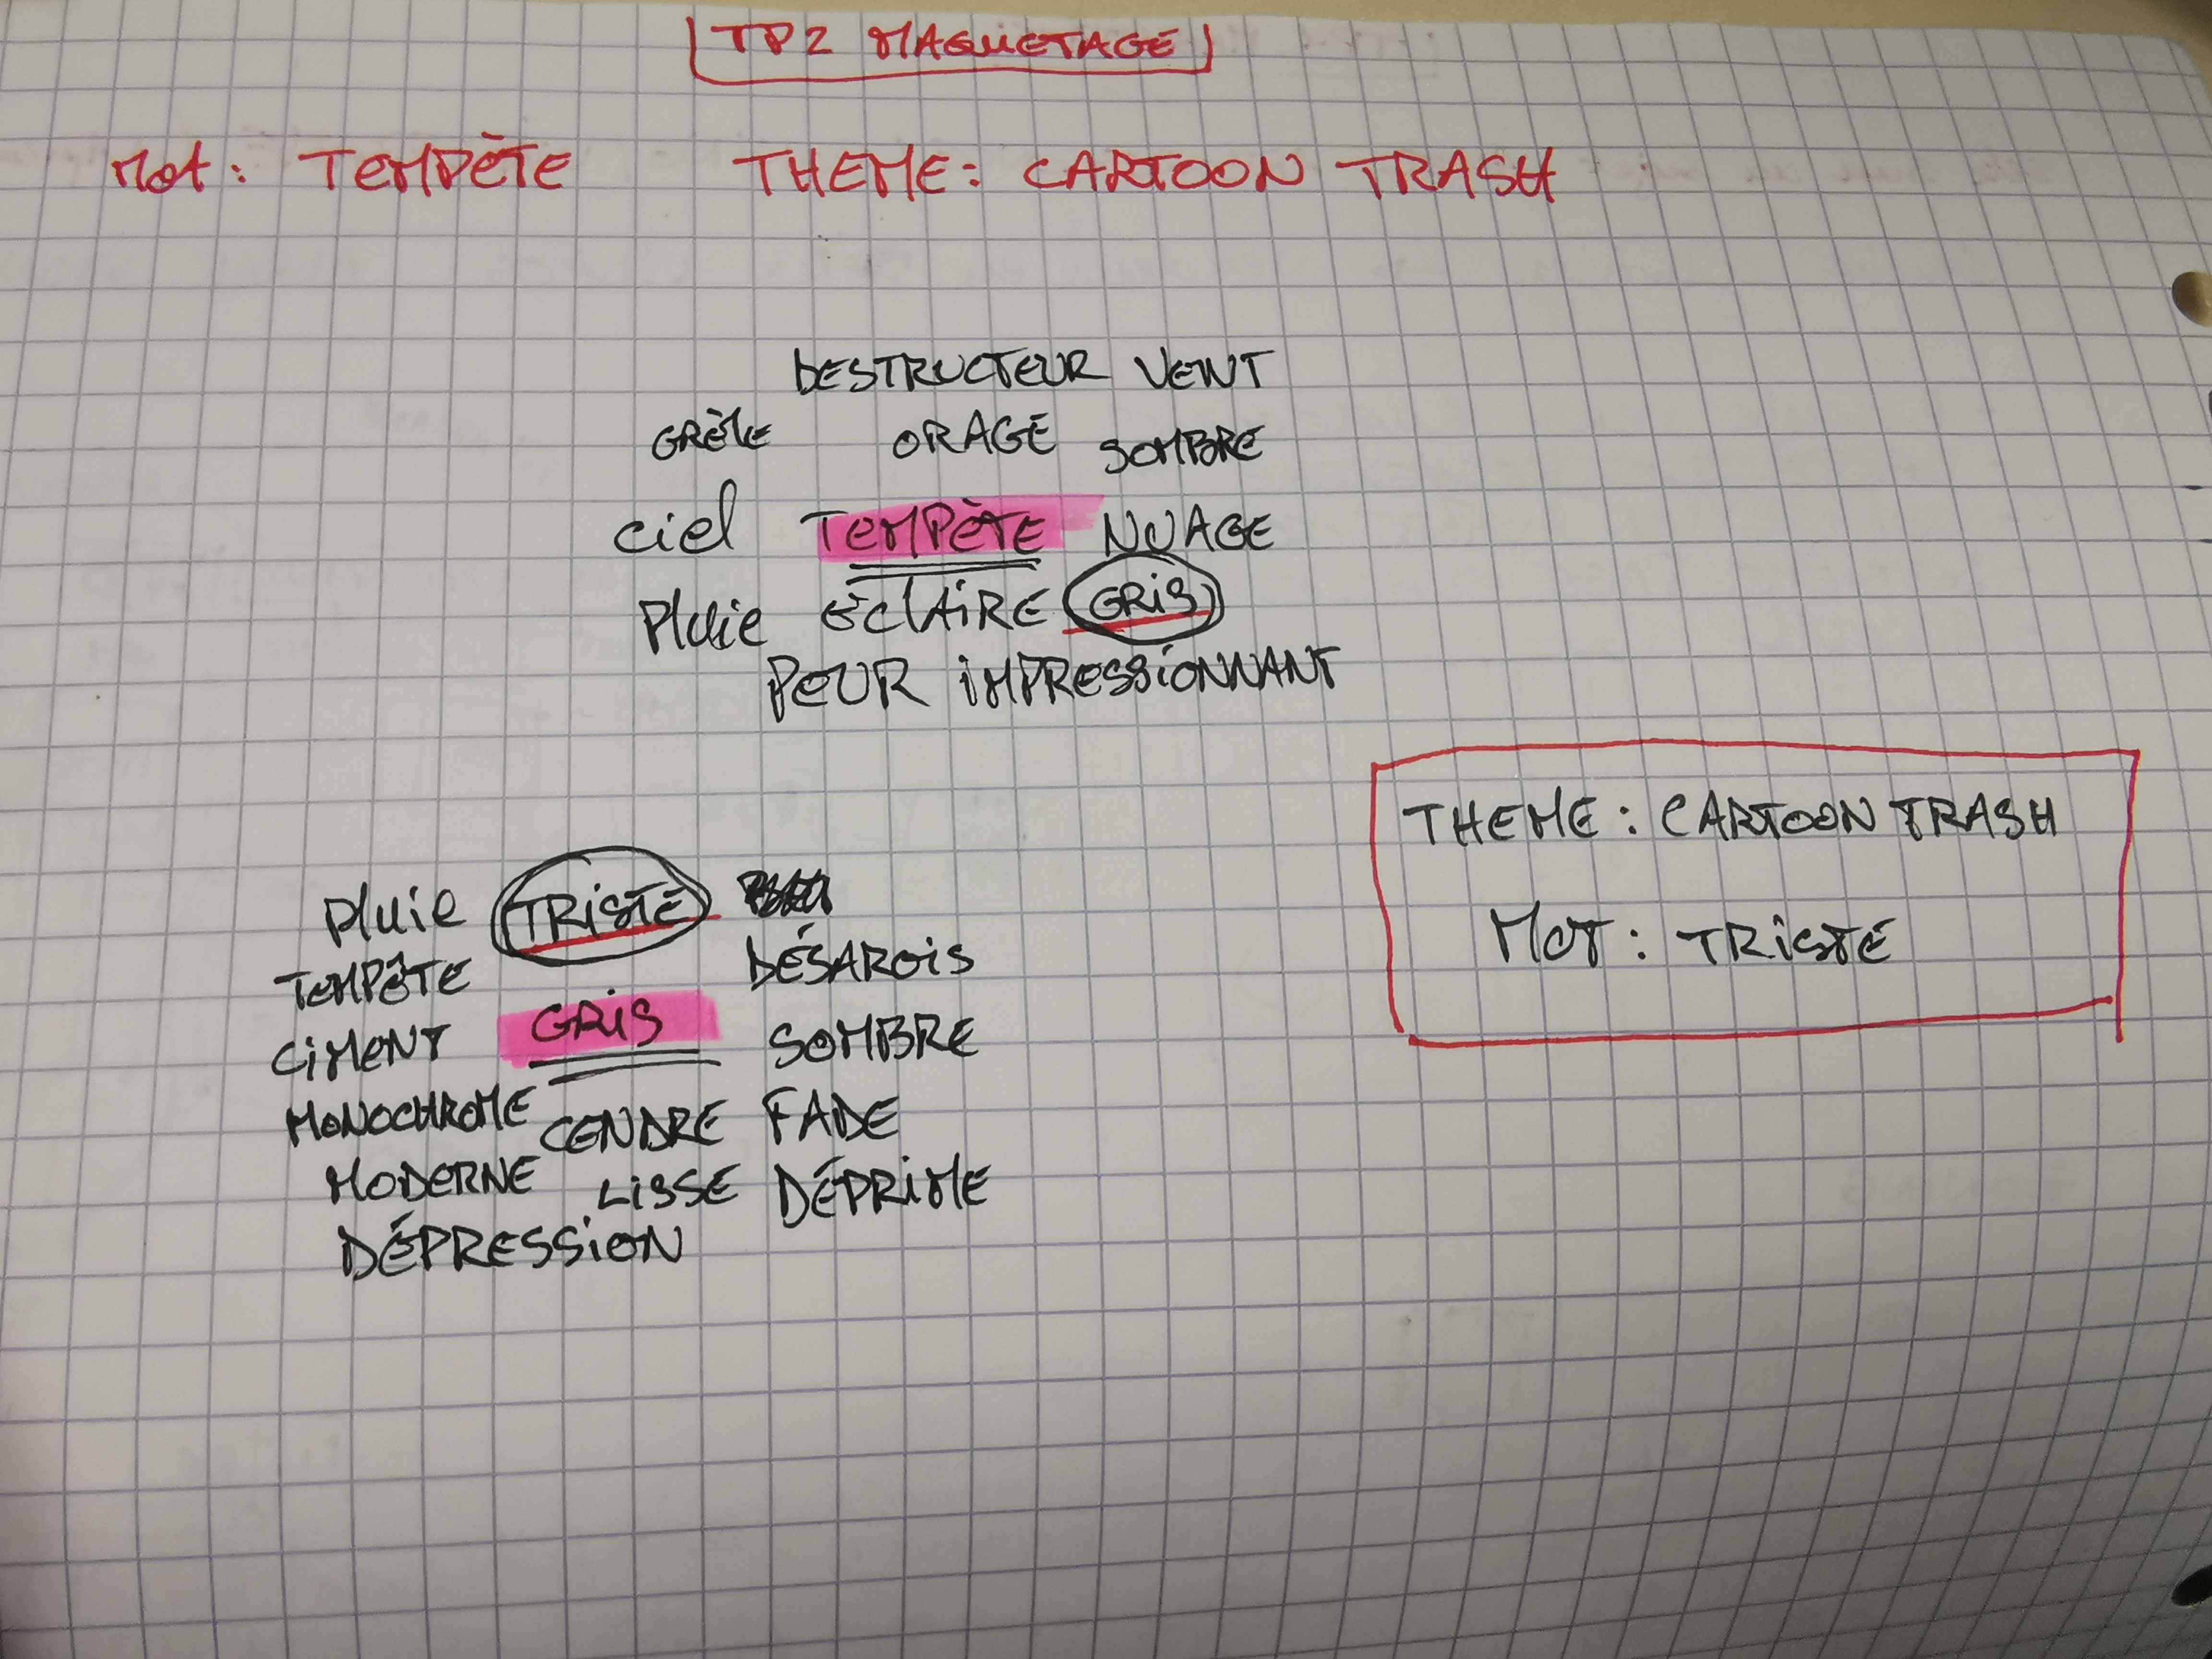 TP2 MAQUETAGE
Mot : TEMPÈTE THEME : CARTOON TRASH
DESTRUCTEUR VENT
GRÈLE ORAGE SOMBRE
ciel TEMPÈTE NUAGE
Pluie ÉCLAIRE GRIS
PEUR IMPRESSIONNANT
THEME : CARTOON TRASH
MOT : TRISTE
Pluie TRISTE
TEMPÊTE DÉSAROIS
CIMENT GRIS SOMBRE
MONOCHROME CENDRE FADE
MODERNE LISSE DÉPRIME
DÉPRESSION